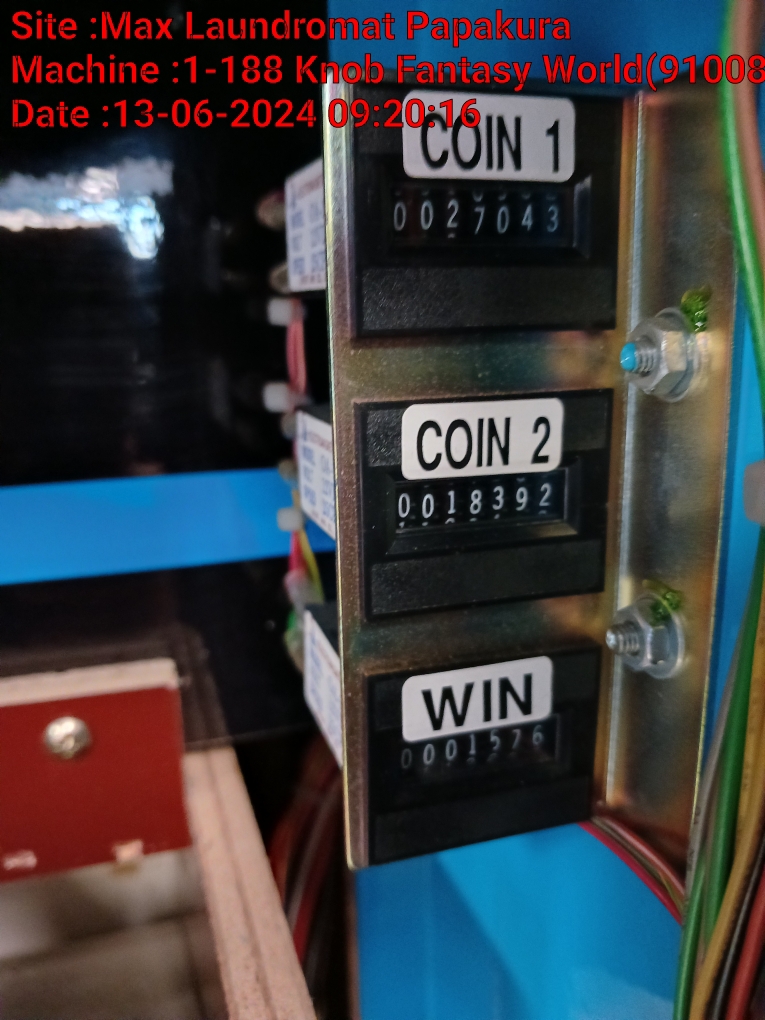 Site :Max Laundromat Papakura
Machine :1-188 Knob Fantasy World(91008
Date :13-06-2024 09:20:16
COIN 1
0027043
COIN 2
0018392
WIN
0001576